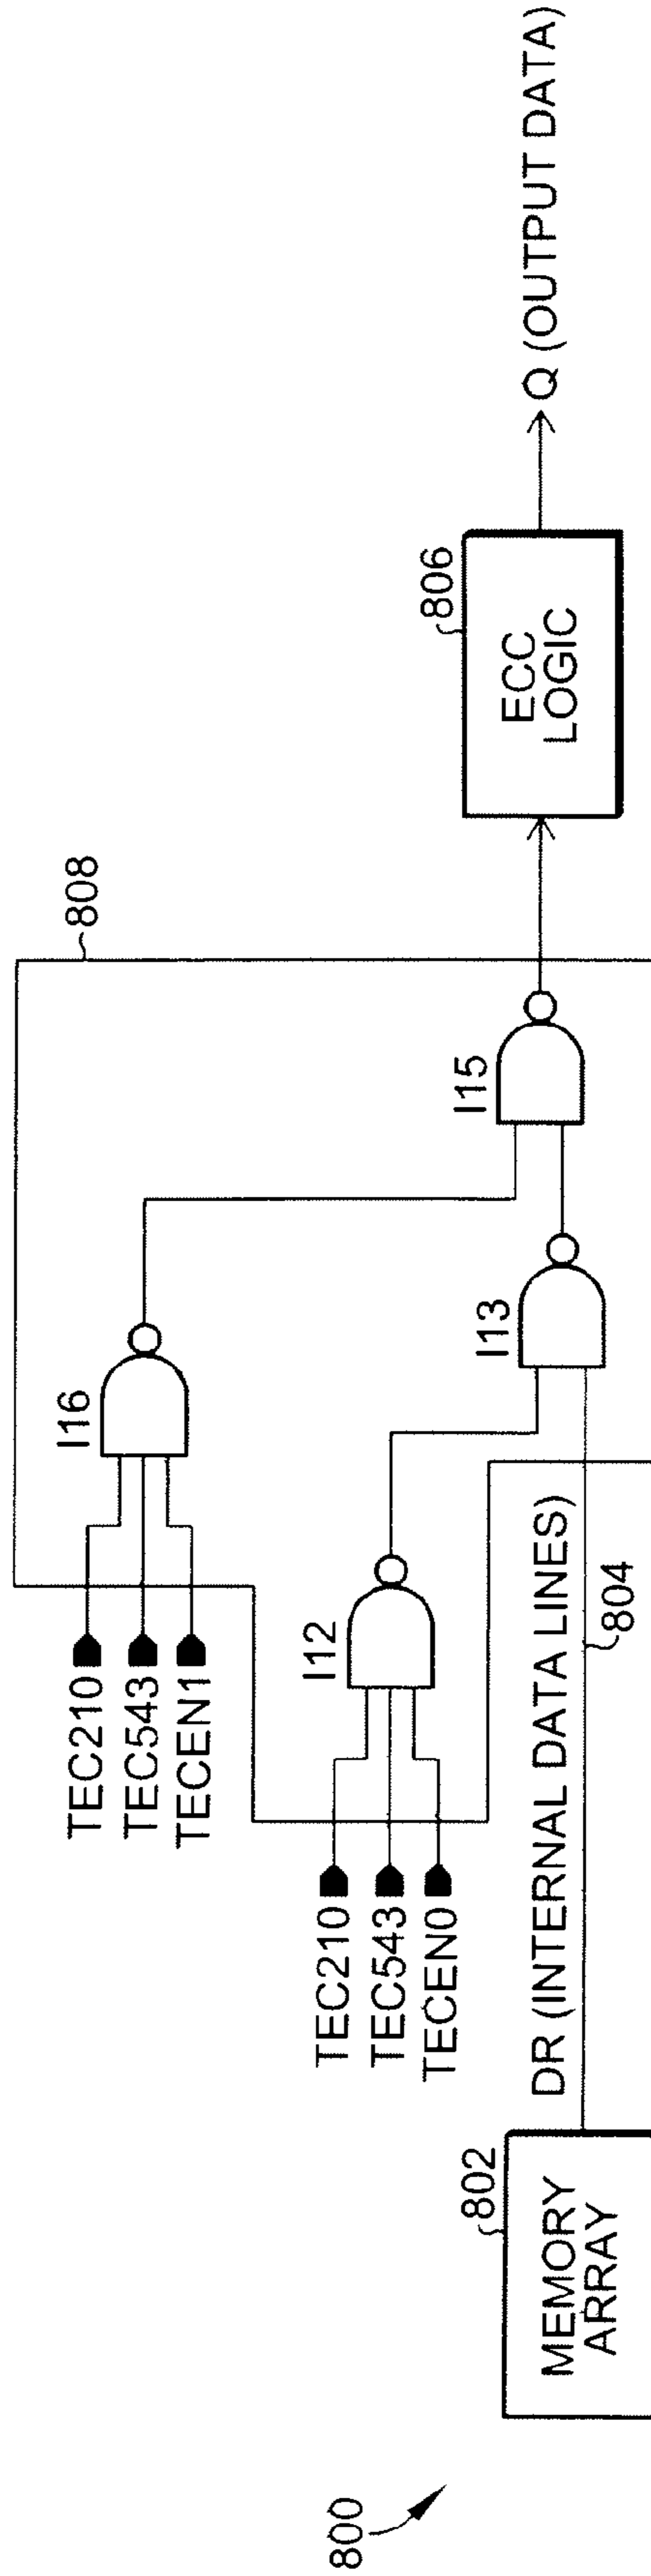 800
802
MEMORY
ARRAY
DR (INTERNAL DATA LINES)
804
TEC210
TEC543
TECEN0
I12
TEC210
TEC543
TECEN1
I16
I13
I15
808
806
ECC
LOGIC
Q (OUTPUT DATA)